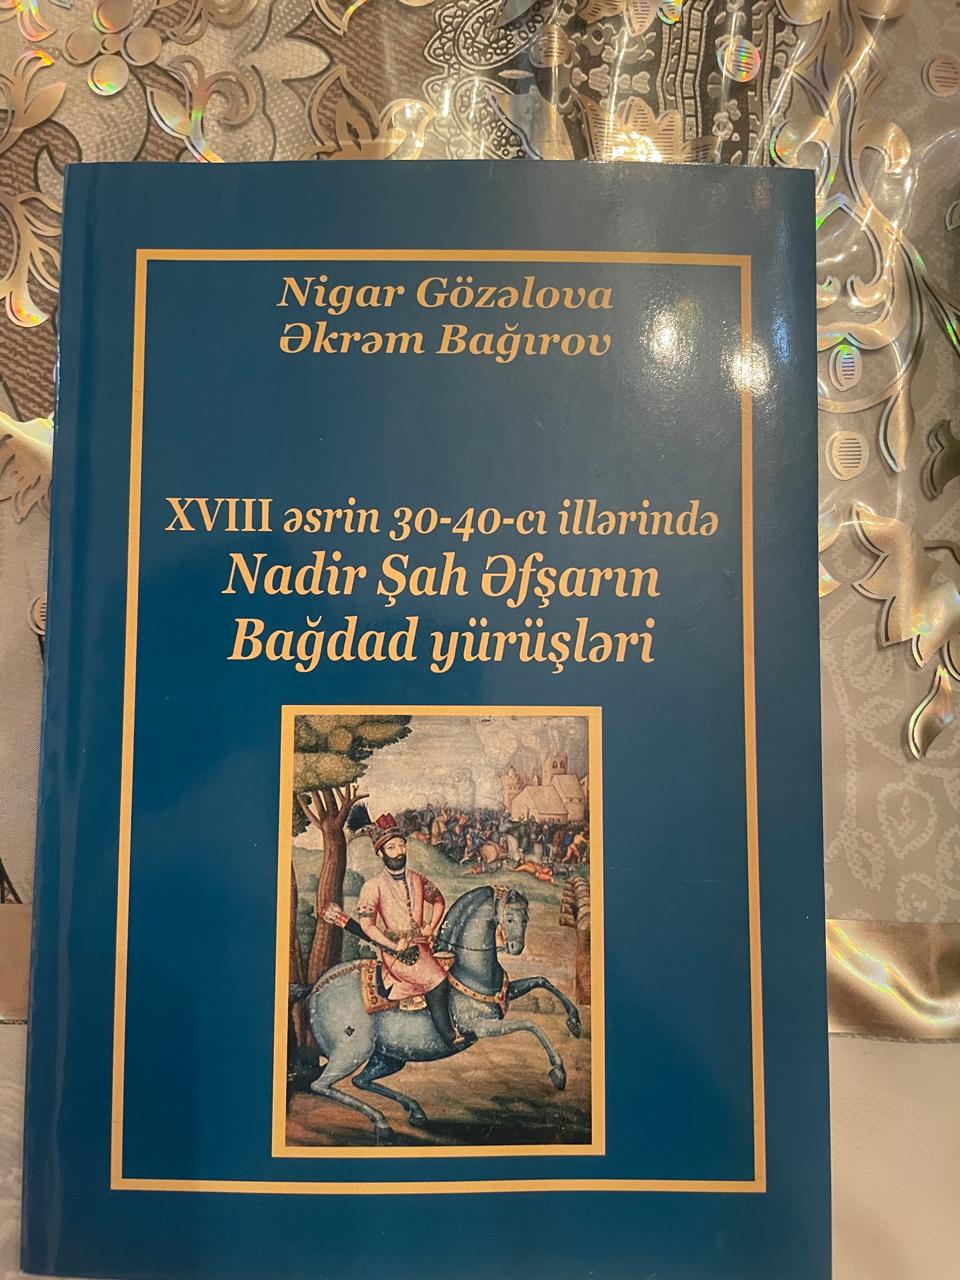 Nigar Gözəlova
Əkrəm Bağırov
XVIII əsrin 30-40-cı illərində
Nadir Şah Əfşarın
Bağdad yürüşləri